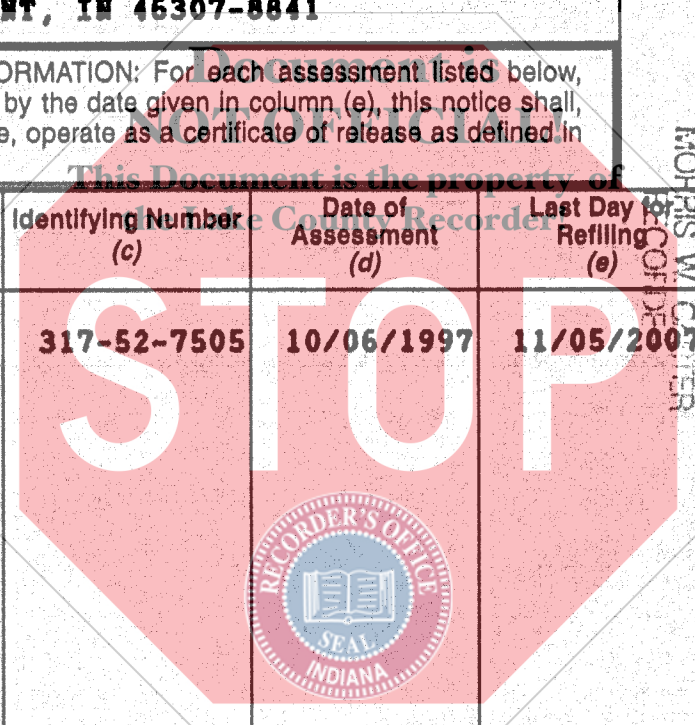 NT, IN 46307-8841
ORMATION: For each assessment listed below,
by the date given in column (e), this notice shall,
e, operate as a certificate of release as defined in
Document is
NOT OFFICIAL!
This Document is the property of
the Lake County Recorder!
Identifying Number
(c)
Date of
Assessment
(d)
Last Day for
Refiling
(e)
317-52-7505 10/06/1997 11/05/2007
STOP
RECORDER'S OFFICE
SEAL
INDIANA
MORRIS W.